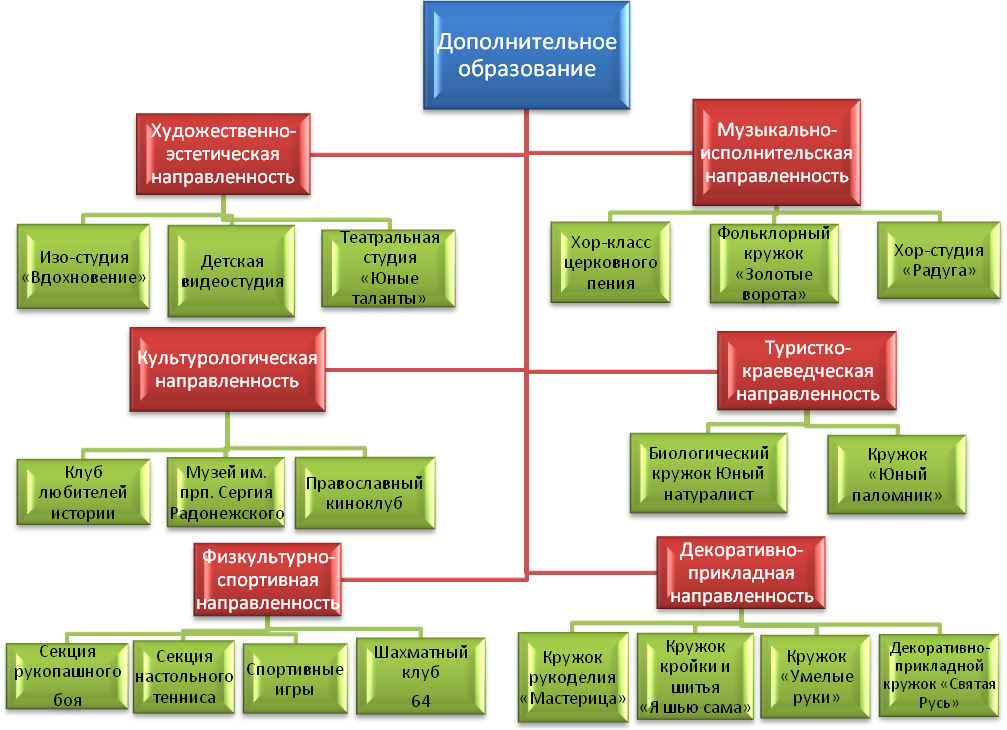 Дополнительное
образование
Художественно-
эстетическая
направленность
Музыкально-
исполнительская
направленность
Изо-студия
«Вдохновение»
Детская
видеостудия
Театральная
студия
«Юные
таланты»
Хор-класс
церковного
пения
Фольклорный
кружок
«Золотые
ворота»
Хор-студия
«Радуга»
Культурологическая
направленность
Туристко-
краеведческая
направленность
Клуб
любителей
истории
Музей им.
прп. Сергия
Радонежского
Православный
киноклуб
Биологический
кружок Юный
натуралист
Кружок
«Юный
паломник»
Физкультурно-
спортивная
направленность
Декоративно-
прикладная
направленность
Секция
рукопашного
боя
Секция
настольного
тенниса
Спортивные
игры
Шахматный
клуб
64
Кружок
рукоделия
«Мастерица»
Кружок
кройки и
шитья
«Я шью сама»
Кружок
«Умелые
руки»
Декоративно-
прикладной
кружок «Святая
Русь»